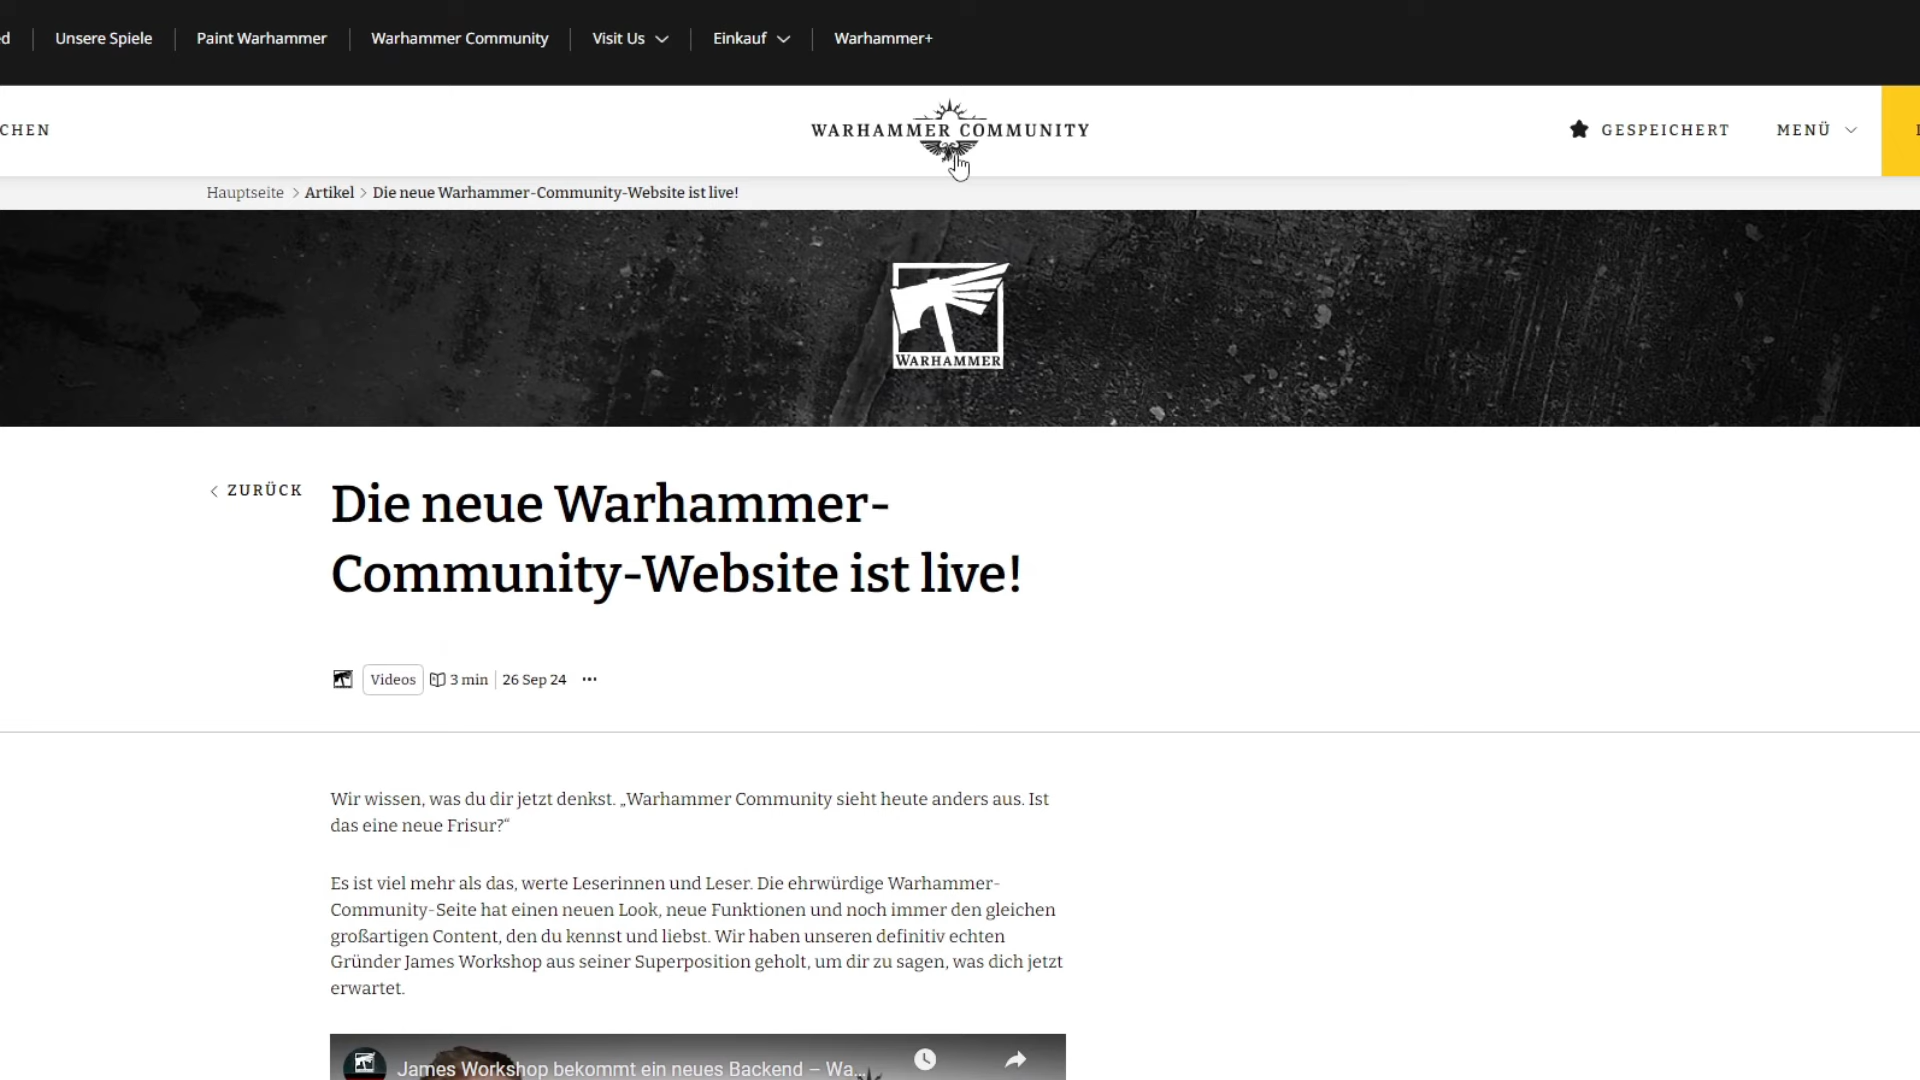 d Unsere Spiele Paint Warhammer Warhammer Community Visit Us Einkauf Warhammer+
CHEN WARHAMMER COMMUNITY GESPEICHERT MENÜ
Hauptseite > Artikel > Die neue Warhammer-Community-Website ist live!
WARHAMMER
< ZURÜCK
Die neue Warhammer-
Community-Website ist live!
Videos 3 min 26 Sep 24 ···
Wir wissen, was du dir jetzt denkst. „Warhammer Community sieht heute anders aus. Ist
das eine neue Frisur?“
Es ist viel mehr als das, werte Leserinnen und Leser. Die ehrwürdige Warhammer-
Community-Seite hat einen neuen Look, neue Funktionen und noch immer den gleichen
großartigen Content, den du kennst und liebst. Wir haben unseren definitiv echten
Gründer James Workshop aus seiner Superposition geholt, um dir zu sagen, was dich jetzt
erwartet.
James Workshop bekommt ein neues Backend – Wa...